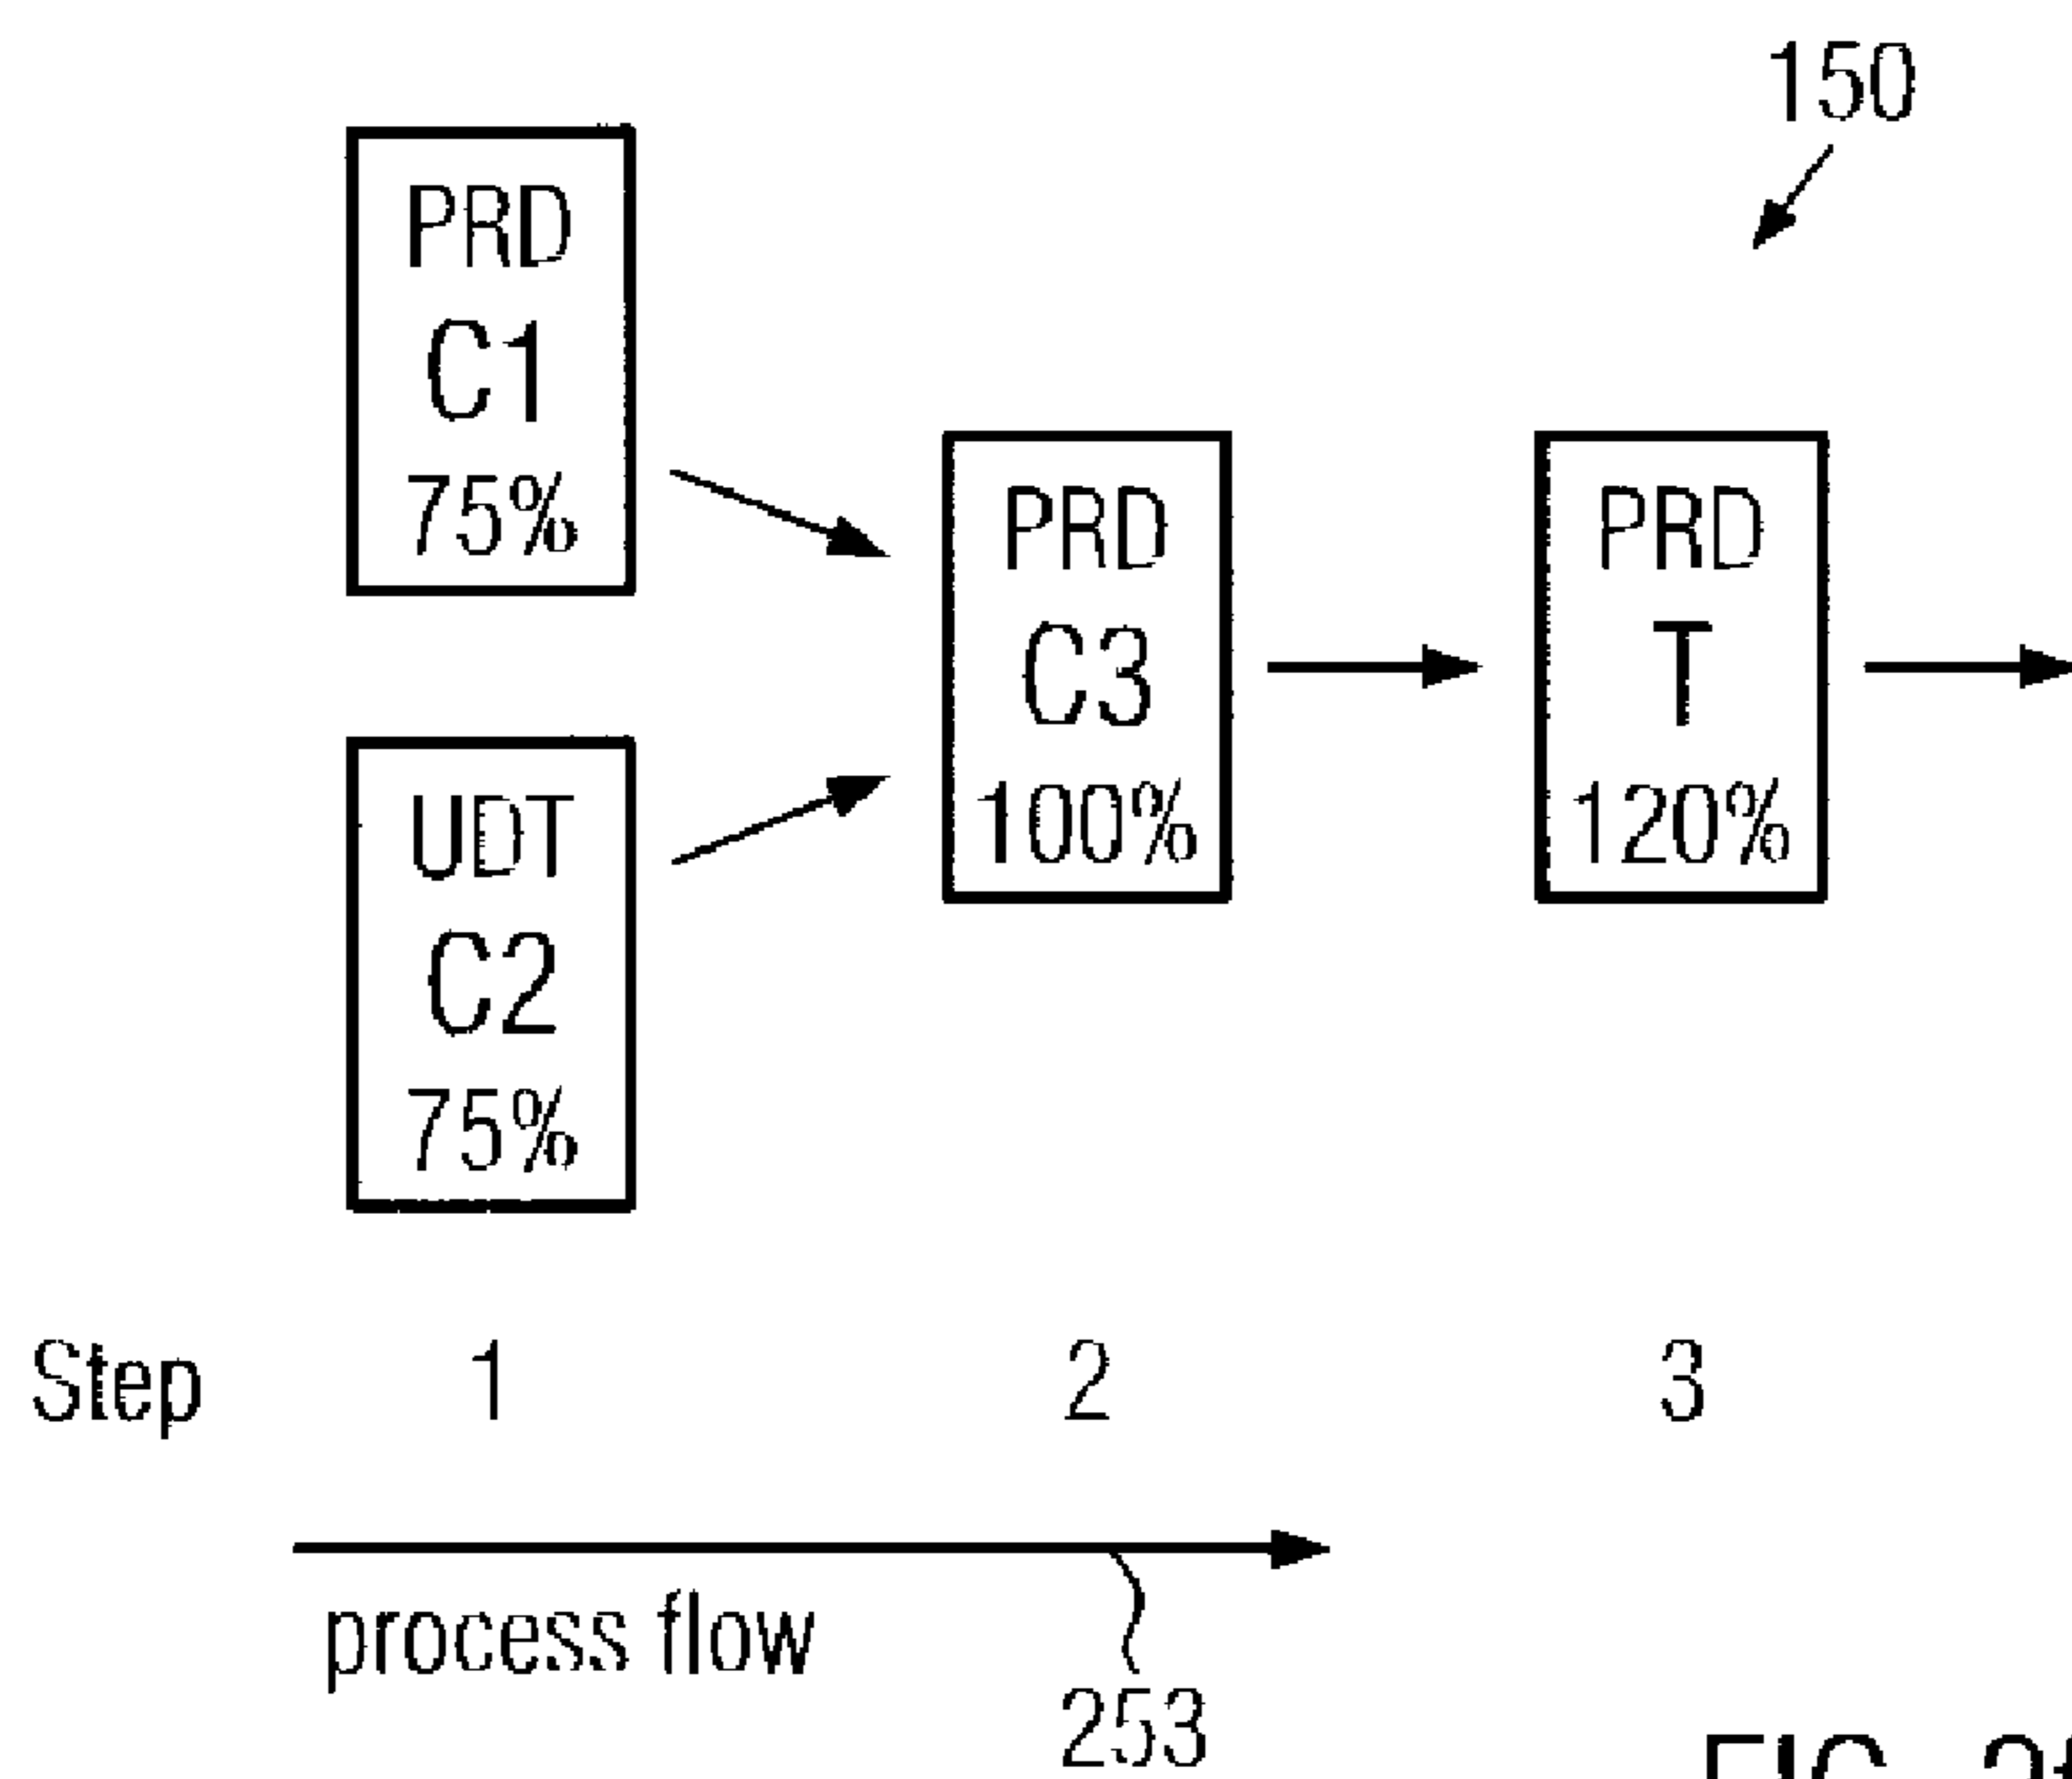 150
PRD
C1
75%
PRD
C3
100%
PRD
T
120%
UDT
C2
75%
Step 1 2 3
process flow
253